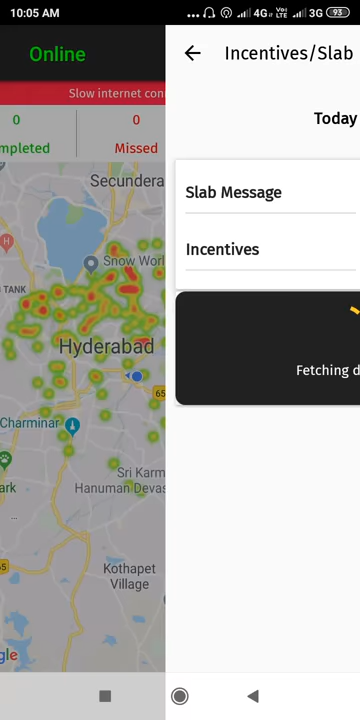 10:05 AM ... 4G Vo) LTE 3G 93
Online
Incentives/Slab
Slow internet con
0 0
mpleted Missed
Today
Secundera
Slab Message
Incentives
H
Snow Worl
TANK
Hyderabad
65
Fetching d
Charminar
Sri Karm
Hanuman Devas
ark
65
Kothapet
Village
gle